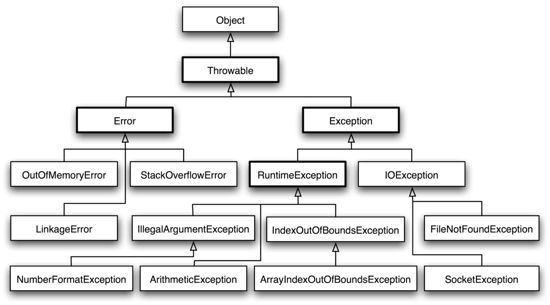 Object
Throwable
Error
Exception
OutOfMemoryError
StackOverflowError
RuntimeException
IOException
LinkageError
IllegalArgumentException
IndexOutOfBoundsException
FileNotFoundException
NumberFormatException
ArithmeticException
ArrayIndexOutOfBoundsException
SocketException